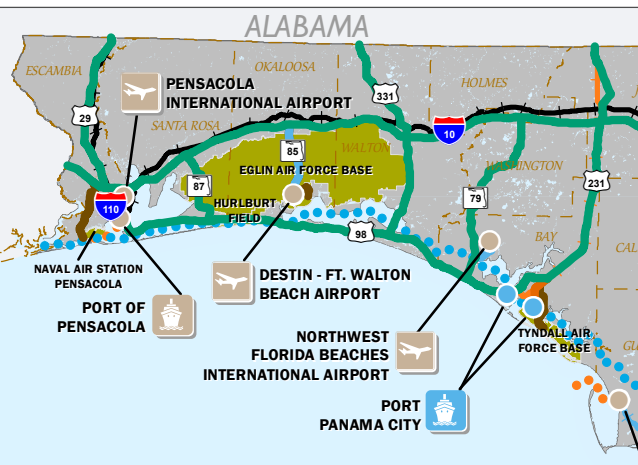 ALABAMA
ESCAMBIA
OKALOOSA
HOLMES
PENSACOLA
INTERNATIONAL AIRPORT
331
29
SANTA ROSA
10
85
WALTON
WASHINGTON
EGLIN AIR FORCE BASE
87
231
79
110
HURLBURT
FIELD
98
BAY
CAL
NAVAL AIR STATION
PENSACOLA
DESTIN - FT. WALTON
BEACH AIRPORT
PORT OF
PENSACOLA
TYNDALL AIR
FORCE BASE
NORTHWEST
FLORIDA BEACHES
INTERNATIONAL AIRPORT
GU
PORT
PANAMA CITY